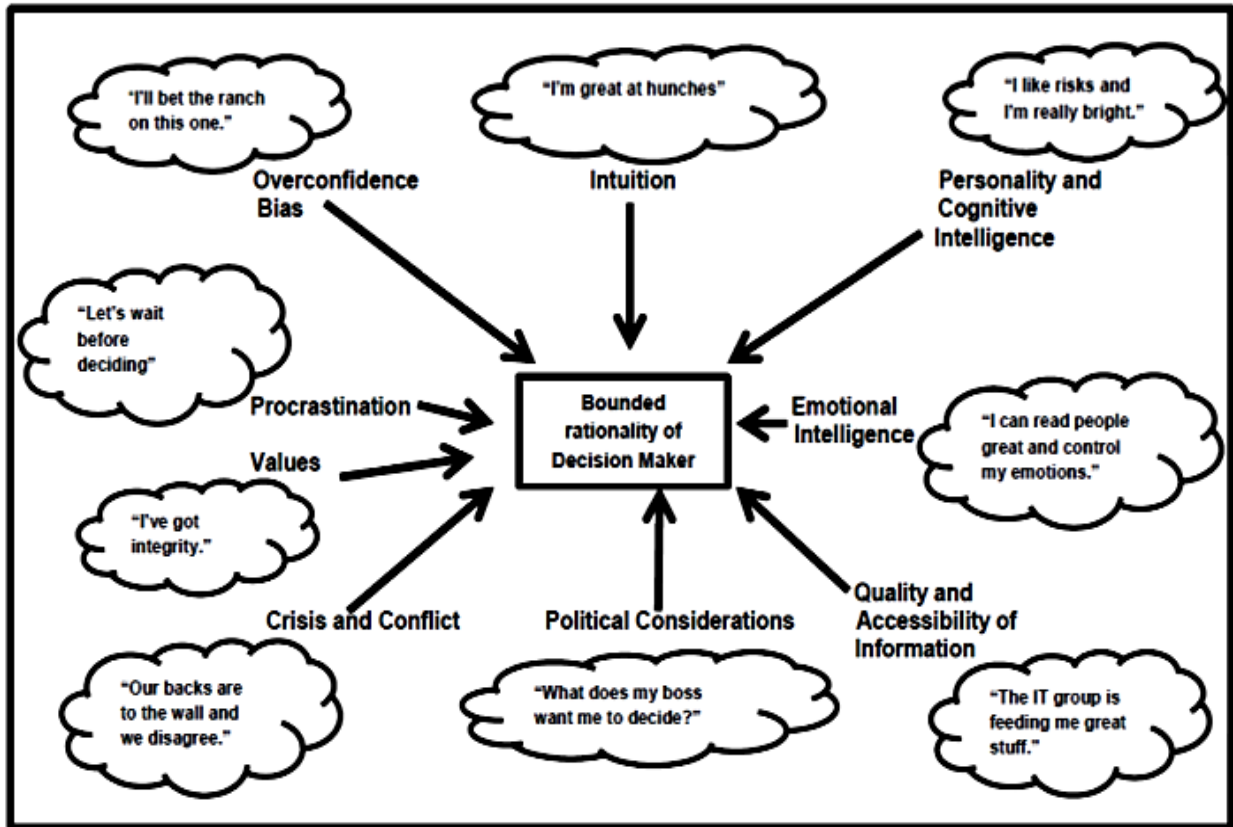 "I'll bet the ranch
on this one."
Overconfidence
Bias
"I'm great at hunches"
Intuition
"I like risks and
I'm really bright."
Personality and
Cognitive
Intelligence
"Let's wait
before
deciding"
Procrastination
Values
"I've got
integrity."
Bounded
rationality of
Decision Maker
Emotional
Intelligence
"I can read people
great and control
my emotions."
Crisis and Conflict
"Our backs are
to the wall and
we disagree."
Political Considerations
"What does my boss
want me to decide?"
Quality and
Accessibility of
Information
"The IT group is
feeding me great
stuff."